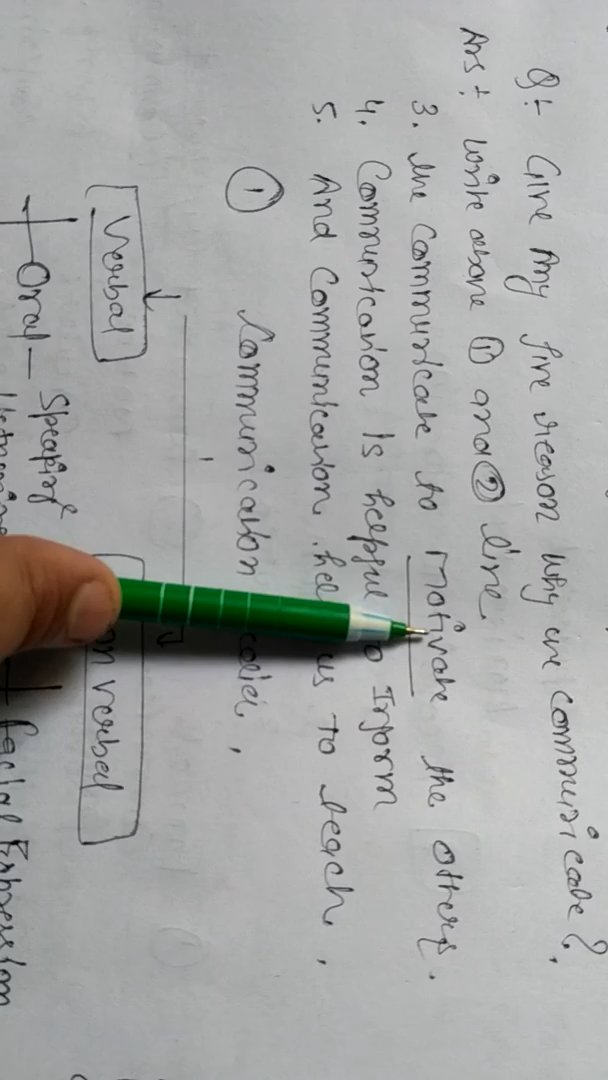 Q:- Give Any five reason why we communicate?
Ans:- write above ① and ② line.
3. We communicate to Motivate the others.
4. Communication Is helpful to Inform
5. And Communication. us to teach,
① Communication
Verbal
verbal
Oral - Speaking
facial Expression